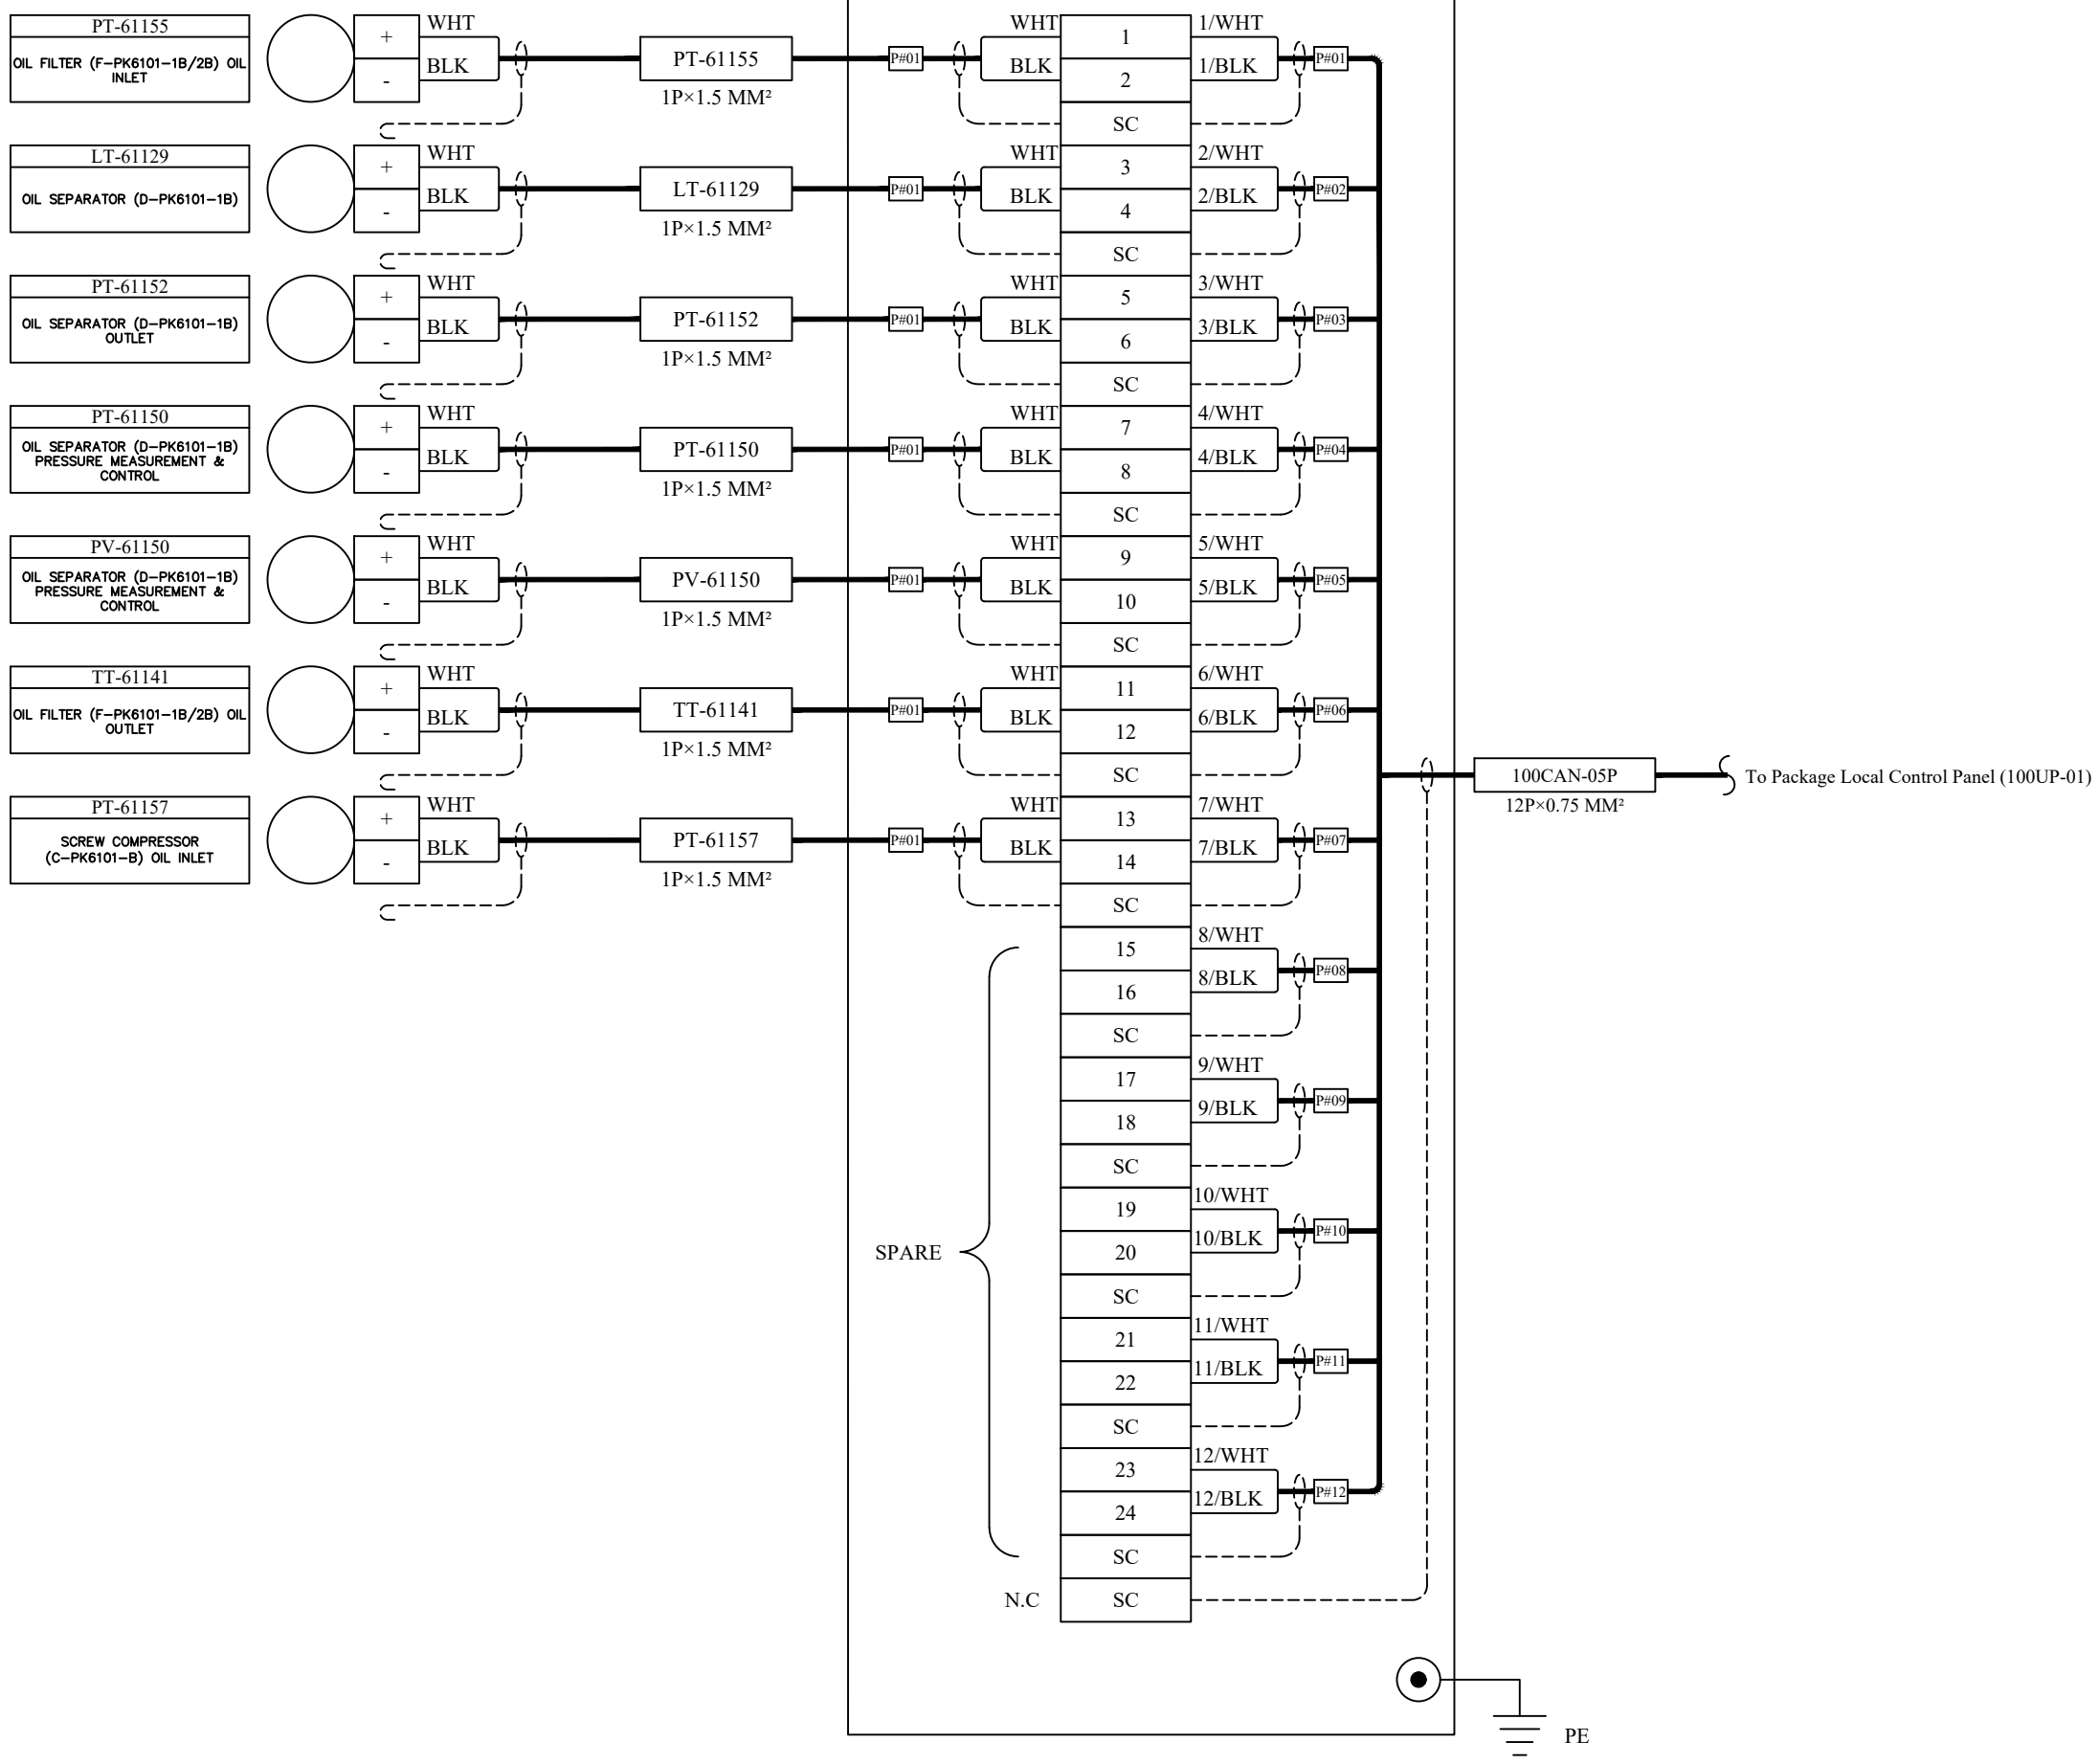 PT-61155
OIL FILTER (F-PK6101-1B/2B) OIL
INLET
+
-
WHT
BLK
PT-61155
1P×1.5 MM²
P#01
WHT
BLK
1
2
SC
1/WHT
1/BLK
P#01
LT-61129
OIL SEPARATOR (D-PK6101-1B)
+
-
WHT
BLK
LT-61129
1P×1.5 MM²
P#01
WHT
BLK
3
4
SC
2/WHT
2/BLK
P#02
PT-61152
OIL SEPARATOR (D-PK6101-1B)
OUTLET
+
-
WHT
BLK
PT-61152
1P×1.5 MM²
P#01
WHT
BLK
5
6
SC
3/WHT
3/BLK
P#03
PT-61150
OIL SEPARATOR (D-PK6101-1B)
PRESSURE MEASUREMENT &
CONTROL
+
-
WHT
BLK
PT-61150
1P×1.5 MM²
P#01
WHT
BLK
7
8
SC
4/WHT
4/BLK
P#04
PV-61150
OIL SEPARATOR (D-PK6101-1B)
PRESSURE MEASUREMENT &
CONTROL
+
-
WHT
BLK
PV-61150
1P×1.5 MM²
P#01
WHT
BLK
9
10
SC
5/WHT
5/BLK
P#05
TT-61141
OIL FILTER (F-PK6101-1B/2B) OIL
OUTLET
+
-
WHT
BLK
TT-61141
1P×1.5 MM²
P#01
WHT
BLK
11
12
SC
6/WHT
6/BLK
P#06
100CAN-05P
12P×0.75 MM²
To Package Local Control Panel (100UP-01)
PT-61157
SCREW COMPRESSOR
(C-PK6101-B) OIL INLET
+
-
WHT
BLK
PT-61157
1P×1.5 MM²
P#01
WHT
BLK
13
14
SC
7/WHT
7/BLK
P#07
SPARE
15
16
SC
8/WHT
8/BLK
P#08
17
18
SC
9/WHT
9/BLK
P#09
19
20
SC
10/WHT
10/BLK
P#10
21
22
SC
11/WHT
11/BLK
P#11
23
24
SC
12/WHT
12/BLK
P#12
N.C
SC
PE